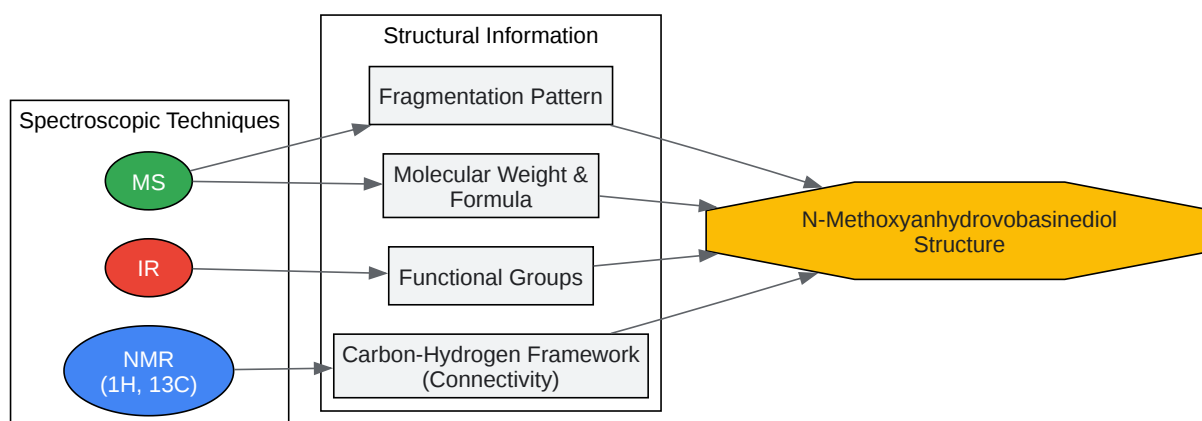 Spectroscopic Techniques
MS
IR
NMR
(1H, 13C)
Structural Information
Fragmentation Pattern
Molecular Weight &
Formula
Functional Groups
Carbon-Hydrogen Framework
(Connectivity)
N-Methoxyanhydrovobasinediol
Structure